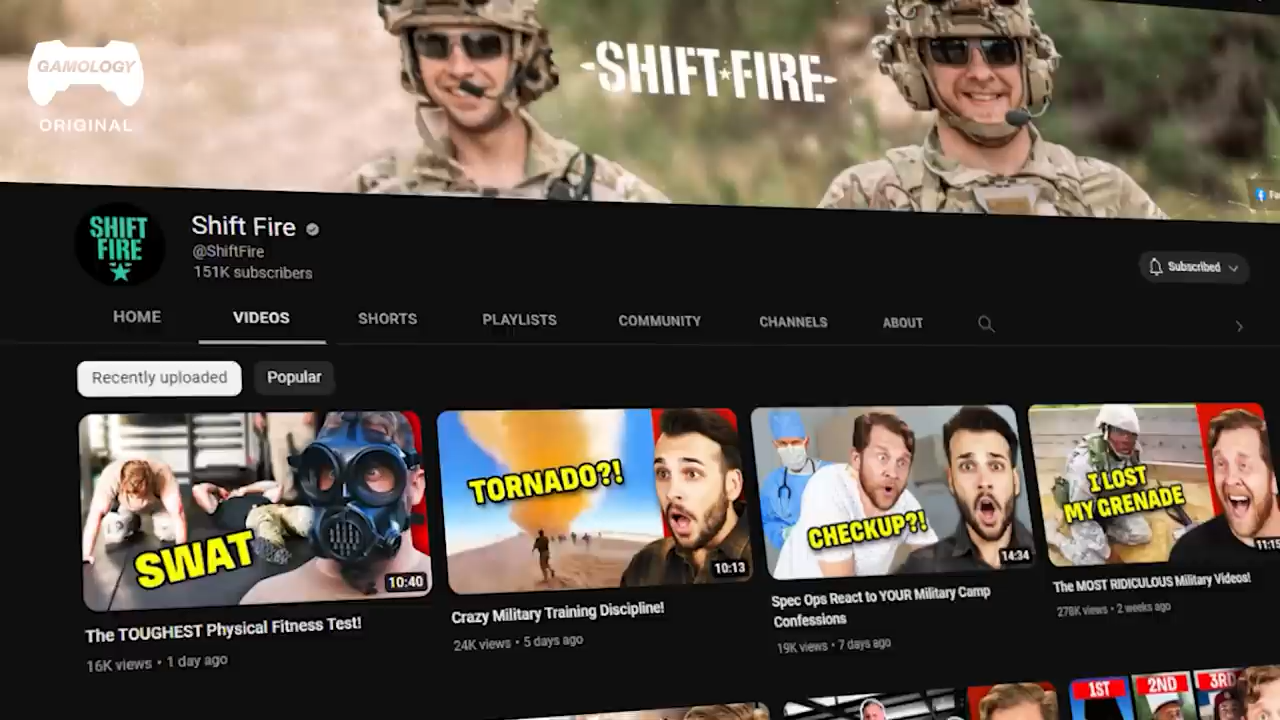 GAMOLOGY
ORIGINAL
SHIFT FIRE
SHIFT
FIRE
Shift Fire
@ShiftFire
151K subscribers
Subscribed
HOME VIDEOS SHORTS PLAYLISTS COMMUNITY CHANNELS ABOUT
Recently uploaded Popular
SWAT
10:40
TORNADO?!
10:13
CHECKUP?!
14:34
I LOST
MY GRENADE
11:15
The TOUGHEST Physical Fitness Test!
16K views • 1 day ago
Crazy Military Training Discipline!
24K views • 5 days ago
Spec Ops React to YOUR Military Camp
Confessions
19K views • 7 days ago
The MOST RIDICULOUS Military Videos!
278K views • 2 weeks ago
1ST 2ND 3RD